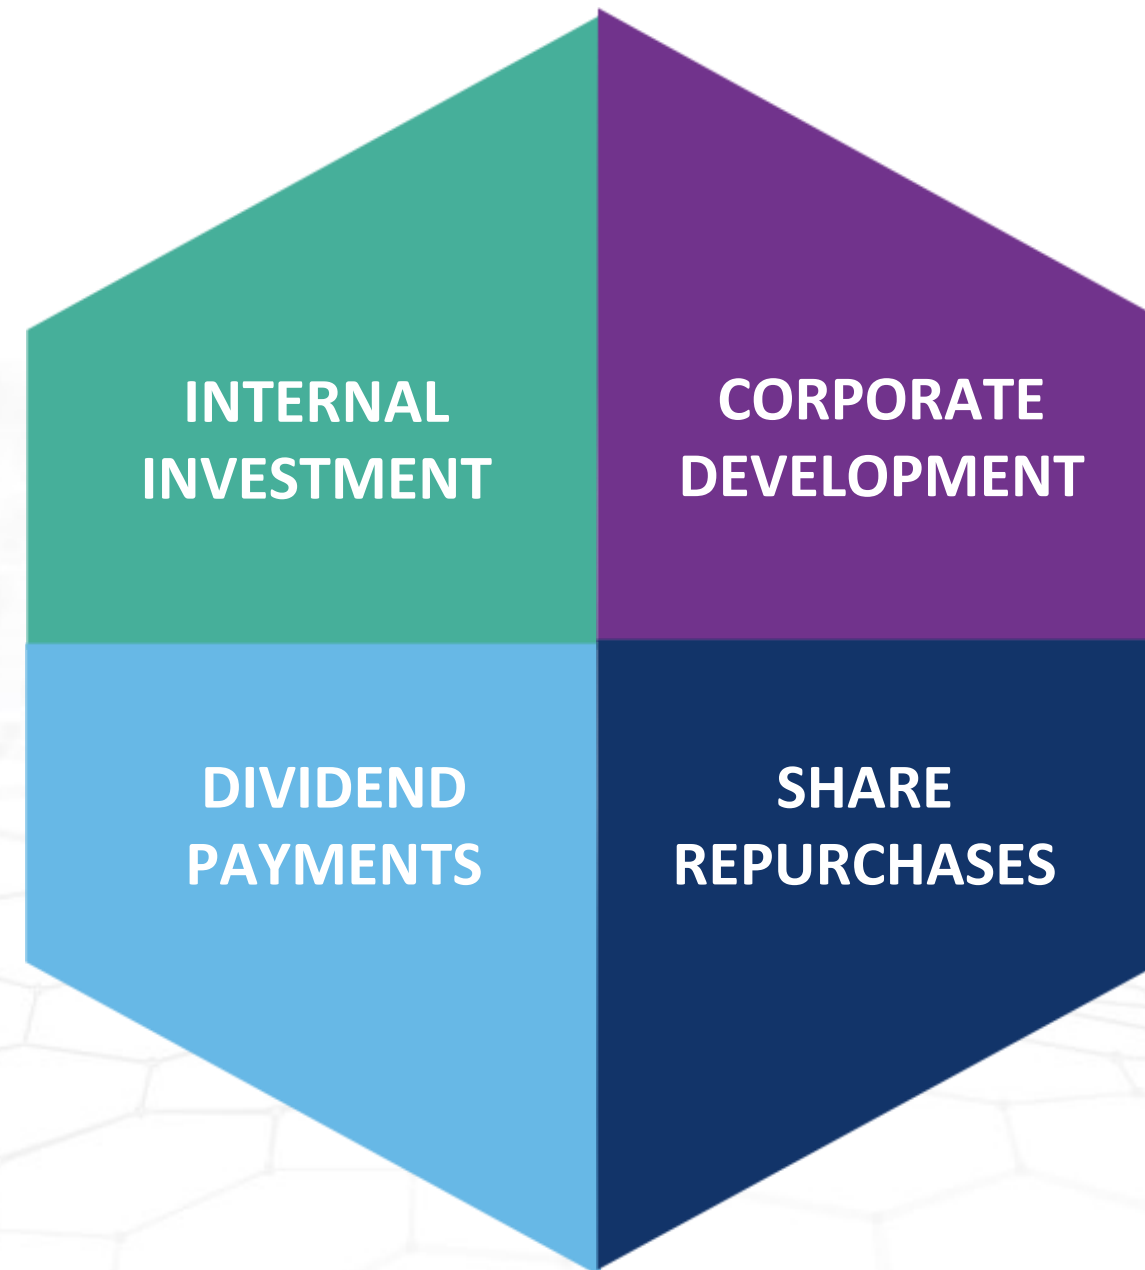 INTERNAL
INVESTMENT
CORPORATE
DEVELOPMENT
DIVIDEND
PAYMENTS
SHARE
REPURCHASES